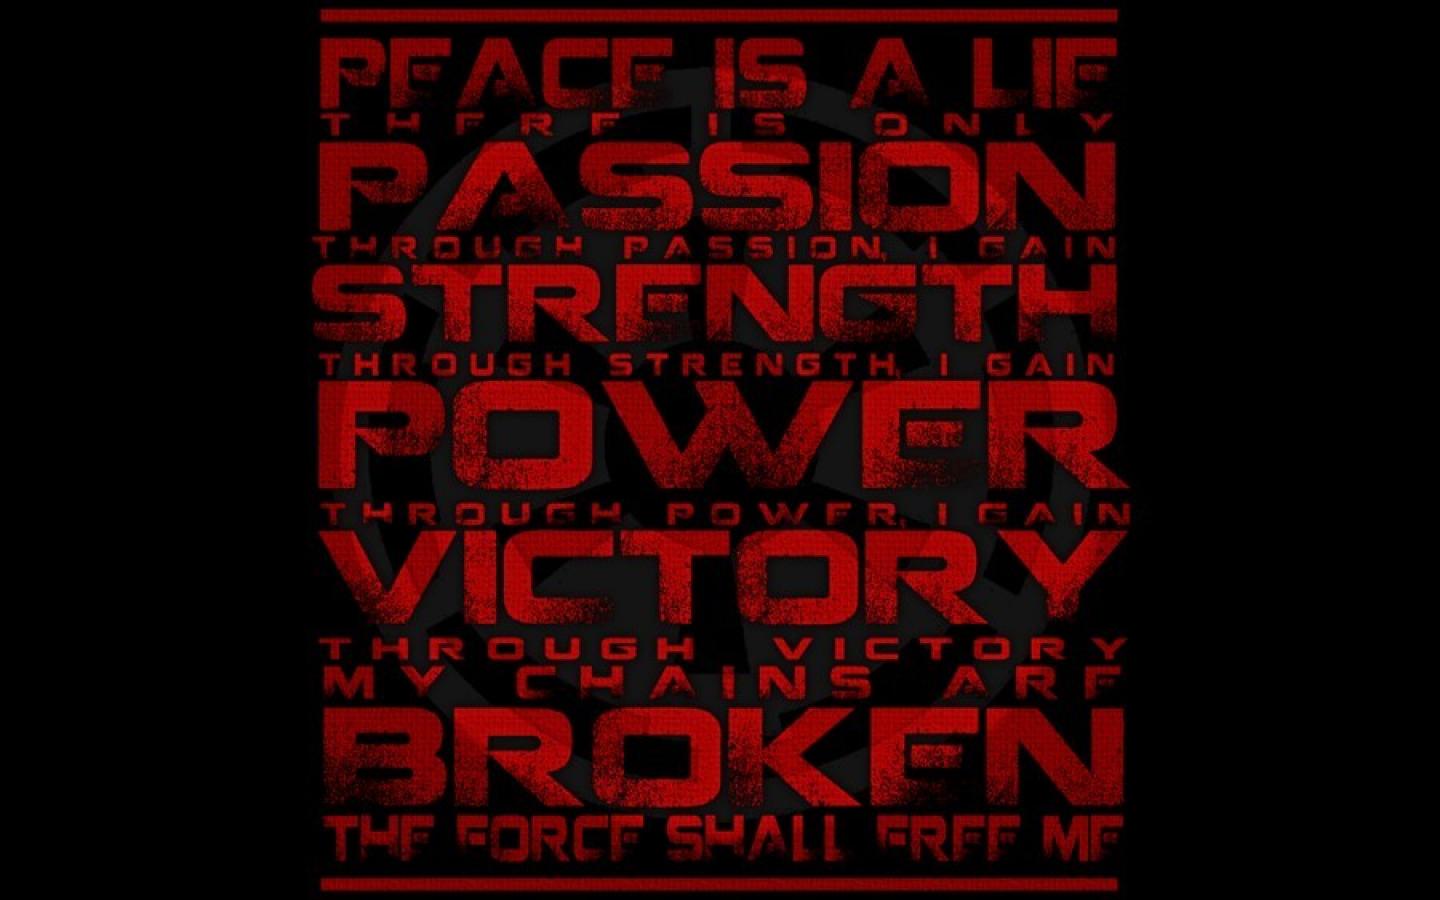 PEACE IS A LIE
THERE IS ONLY
PASSION
THROUGH PASSION, I GAIN
STRENGTH
THROUGH STRENGTH, I GAIN
POWER
THROUGH POWER, I GAIN
VICTORY
THROUGH VICTORY
MY CHAINS ARE
BROKEN
THE FORCE SHALL FREE ME